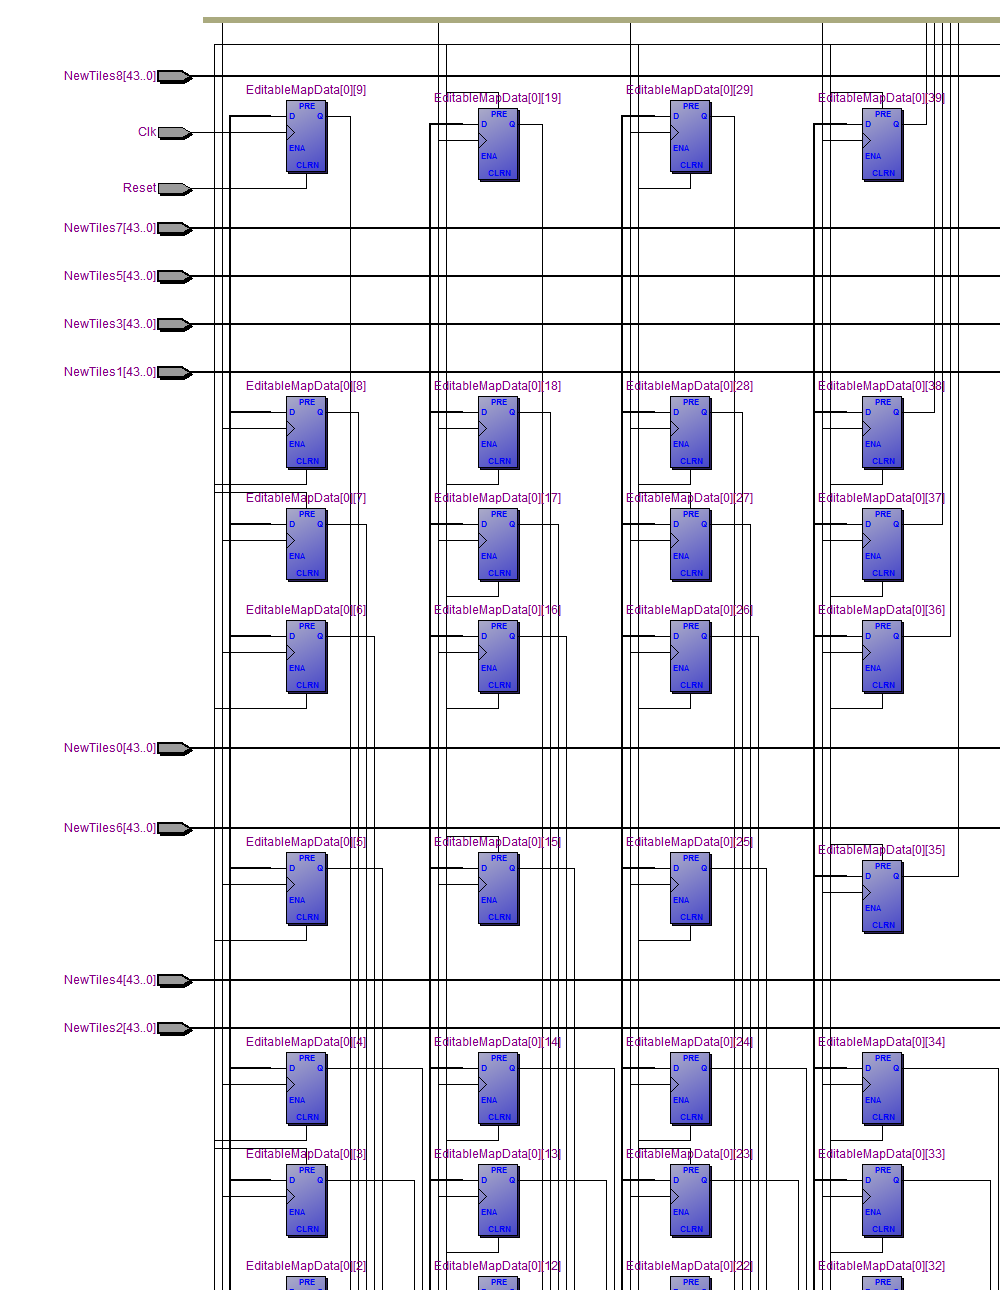 NewTiles8[43..0]
EditableMapData[0][9]
EditableMapData[0][19]
EditableMapData[0][29]
EditableMapData[0][39]
PRE PRE PRE PRE
D Q D Q D Q D Q
Clk
ENA ENA ENA ENA
CLRN CLRN CLRN CLRN
Reset
NewTiles7[43..0]
NewTiles5[43..0]
NewTiles3[43..0]
NewTiles1[43..0]
EditableMapData[0][8] EditableMapData[0][18] EditableMapData[0][28] EditableMapData[0][38]
PRE PRE PRE PRE
D Q D Q D Q D Q
ENA ENA ENA ENA
CLRN CLRN CLRN CLRN
EditableMapData[0][7] EditableMapData[0][17] EditableMapData[0][27] EditableMapData[0][37]
PRE PRE PRE PRE
D Q D Q D Q D Q
ENA ENA ENA ENA
CLRN CLRN CLRN CLRN
EditableMapData[0][6] EditableMapData[0][16] EditableMapData[0][26] EditableMapData[0][36]
PRE PRE PRE PRE
D Q D Q D Q D Q
ENA ENA ENA ENA
CLRN CLRN CLRN CLRN
NewTiles0[43..0]
NewTiles6[43..0]
EditableMapData[0][5] EditableMapData[0][15] EditableMapData[0][25] EditableMapData[0][35]
PRE PRE PRE PRE
D Q D Q D Q D Q
ENA ENA ENA ENA
CLRN CLRN CLRN CLRN
NewTiles4[43..0]
NewTiles2[43..0]
EditableMapData[0][4] EditableMapData[0][14] EditableMapData[0][24] EditableMapData[0][34]
PRE PRE PRE PRE
D Q D Q D Q D Q
ENA ENA ENA ENA
CLRN CLRN CLRN CLRN
EditableMapData[0][3] EditableMapData[0][13] EditableMapData[0][23] EditableMapData[0][33]
PRE PRE PRE PRE
D Q D Q D Q D Q
ENA ENA ENA ENA
CLRN CLRN CLRN CLRN
EditableMapData[0][2] EditableMapData[0][12] EditableMapData[0][22] EditableMapData[0][32]
PRE PRE PRE PRE